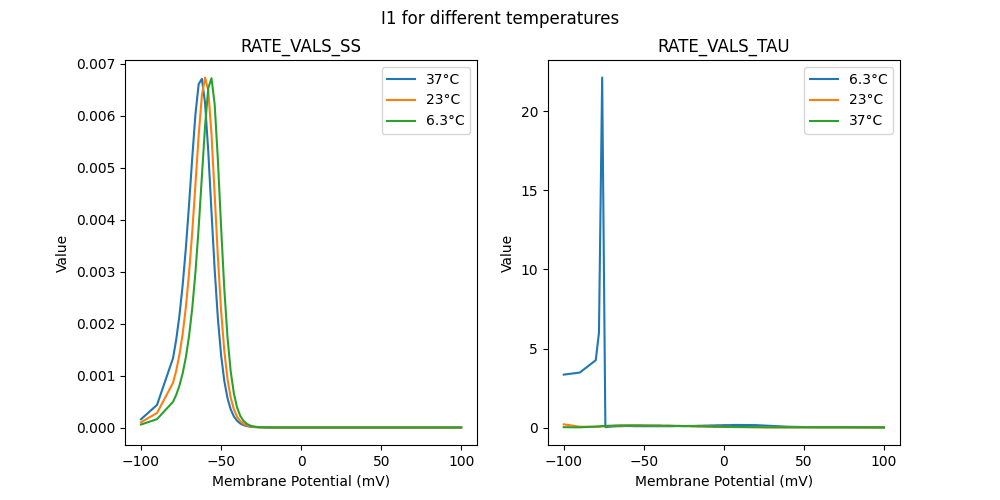 I1 for different temperatures
RATE_VALS_SS
RATE_VALS_TAU
0.007
0.006
0.005
0.004
0.003
0.002
0.001
0.000
Value
37°C
23°C
6.3°C
−100
−50
0
50
100
Membrane Potential (mV)
20
15
10
5
0
Value
6.3°C
23°C
37°C
−100
−50
0
50
100
Membrane Potential (mV)